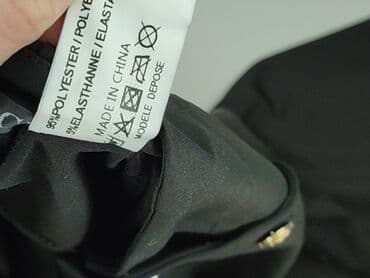 95%POLYESTER / POLYE
5%ELASTHANNE / ELASTA
MADE IN CHINA
MODELE DEPOSE